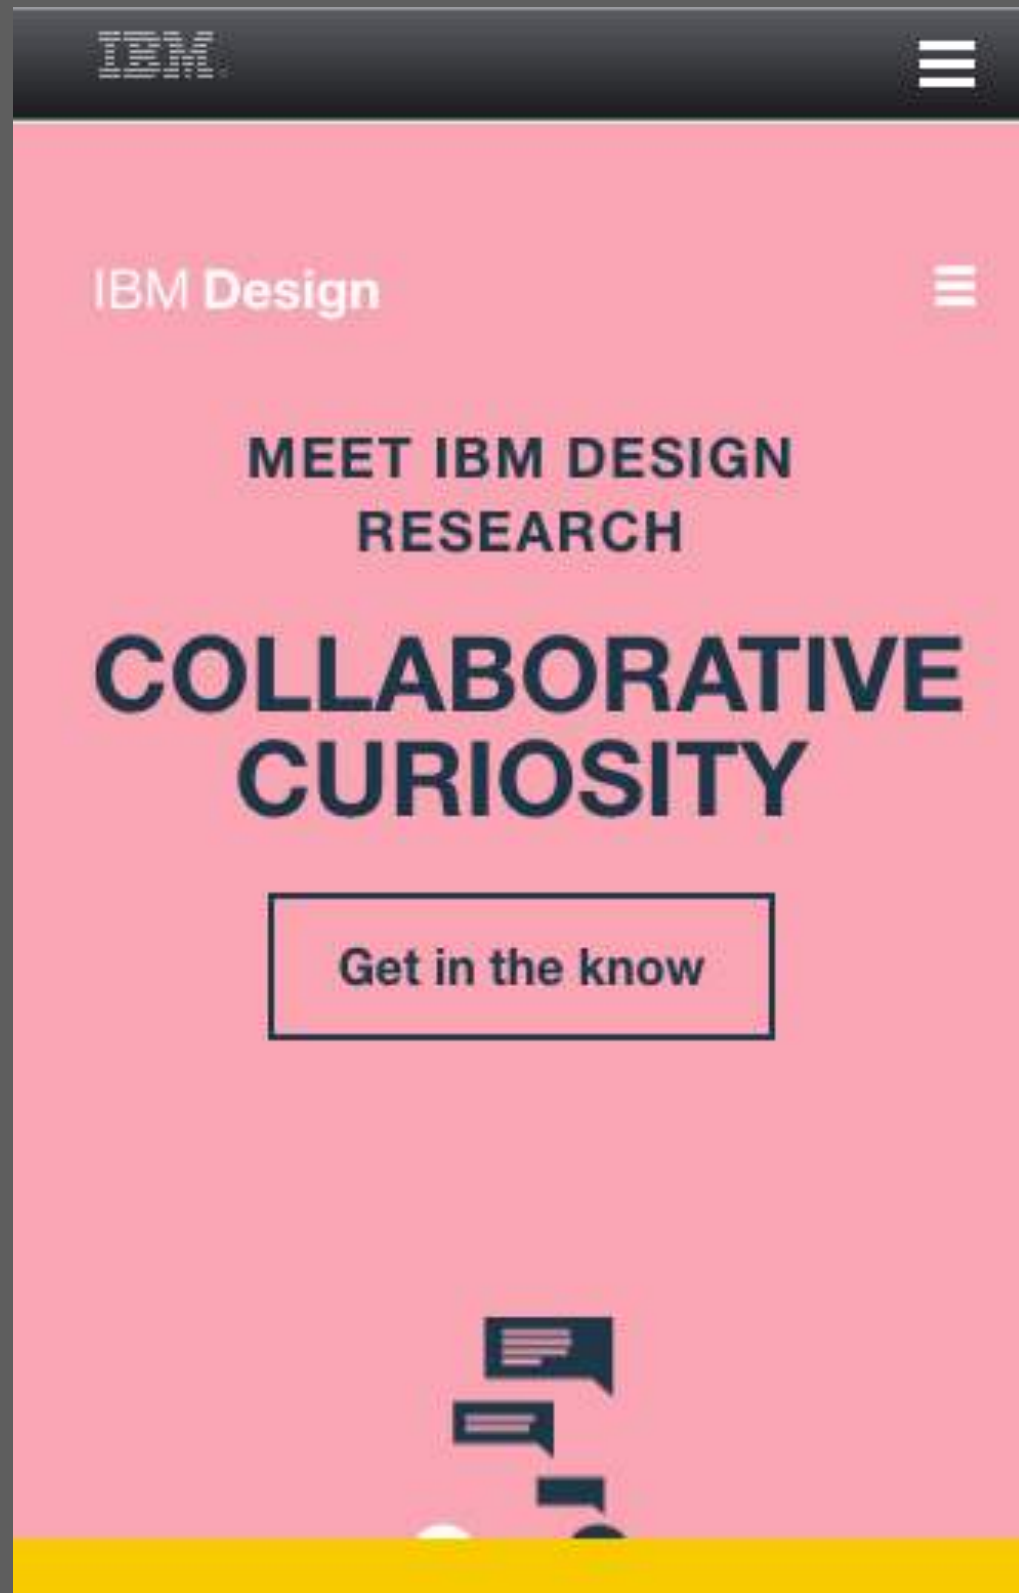 IBM
IBM Design
MEET IBM DESIGN
RESEARCH
COLLABORATIVE
CURIOSITY
Get in the know